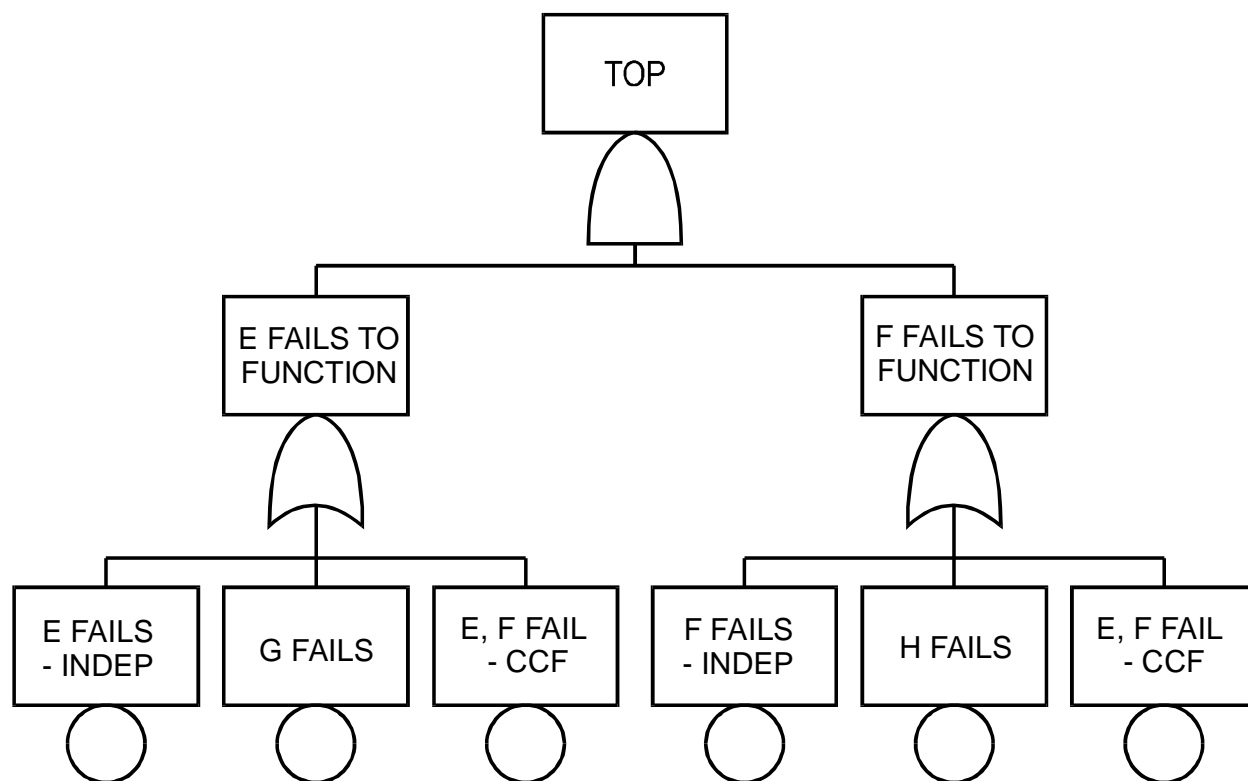 TOP
E FAILS TO
FUNCTION
F FAILS TO
FUNCTION
E FAILS
- INDEP
G FAILS
E, F FAIL
- CCF
F FAILS
- INDEP
H FAILS
E, F FAIL
- CCF